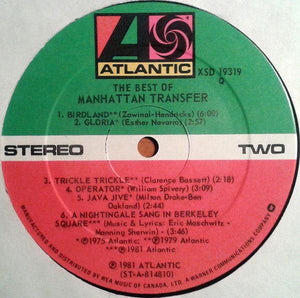 ATLANTIC
XSD 19319
Q
THE BEST OF
MANHATTAN TRANSFER
1. BIRDLAND** (Zawinal-Hendricks) (6:00)
2. GLORIA* (Esther Navaro) (2:57)
STEREO TWO
3. TRICKLE TRICKLE** (Clarence Bassett) (2:18)
4. OPERATOR* (William Spivery) (3:09)
5. JAVA JIVE* (Milton Drake-Ben
Oakland) (2:44)
6. A NIGHTINGALE SANG IN BERKELEY
SQUARE*** (Music & Lyrics: Eric Maschwitz-
Manning Sherwin) - (3:46)
*℗1975 Atlantic; **℗1979 Atlantic
***℗1981 Atlantic
℗1981 ATLANTIC
(ST-A-814810)
MANUFACTURED AND DISTRIBUTED BY WEA MUSIC OF CANADA, LTD. A WARNER COMMUNICATIONS COMPANY